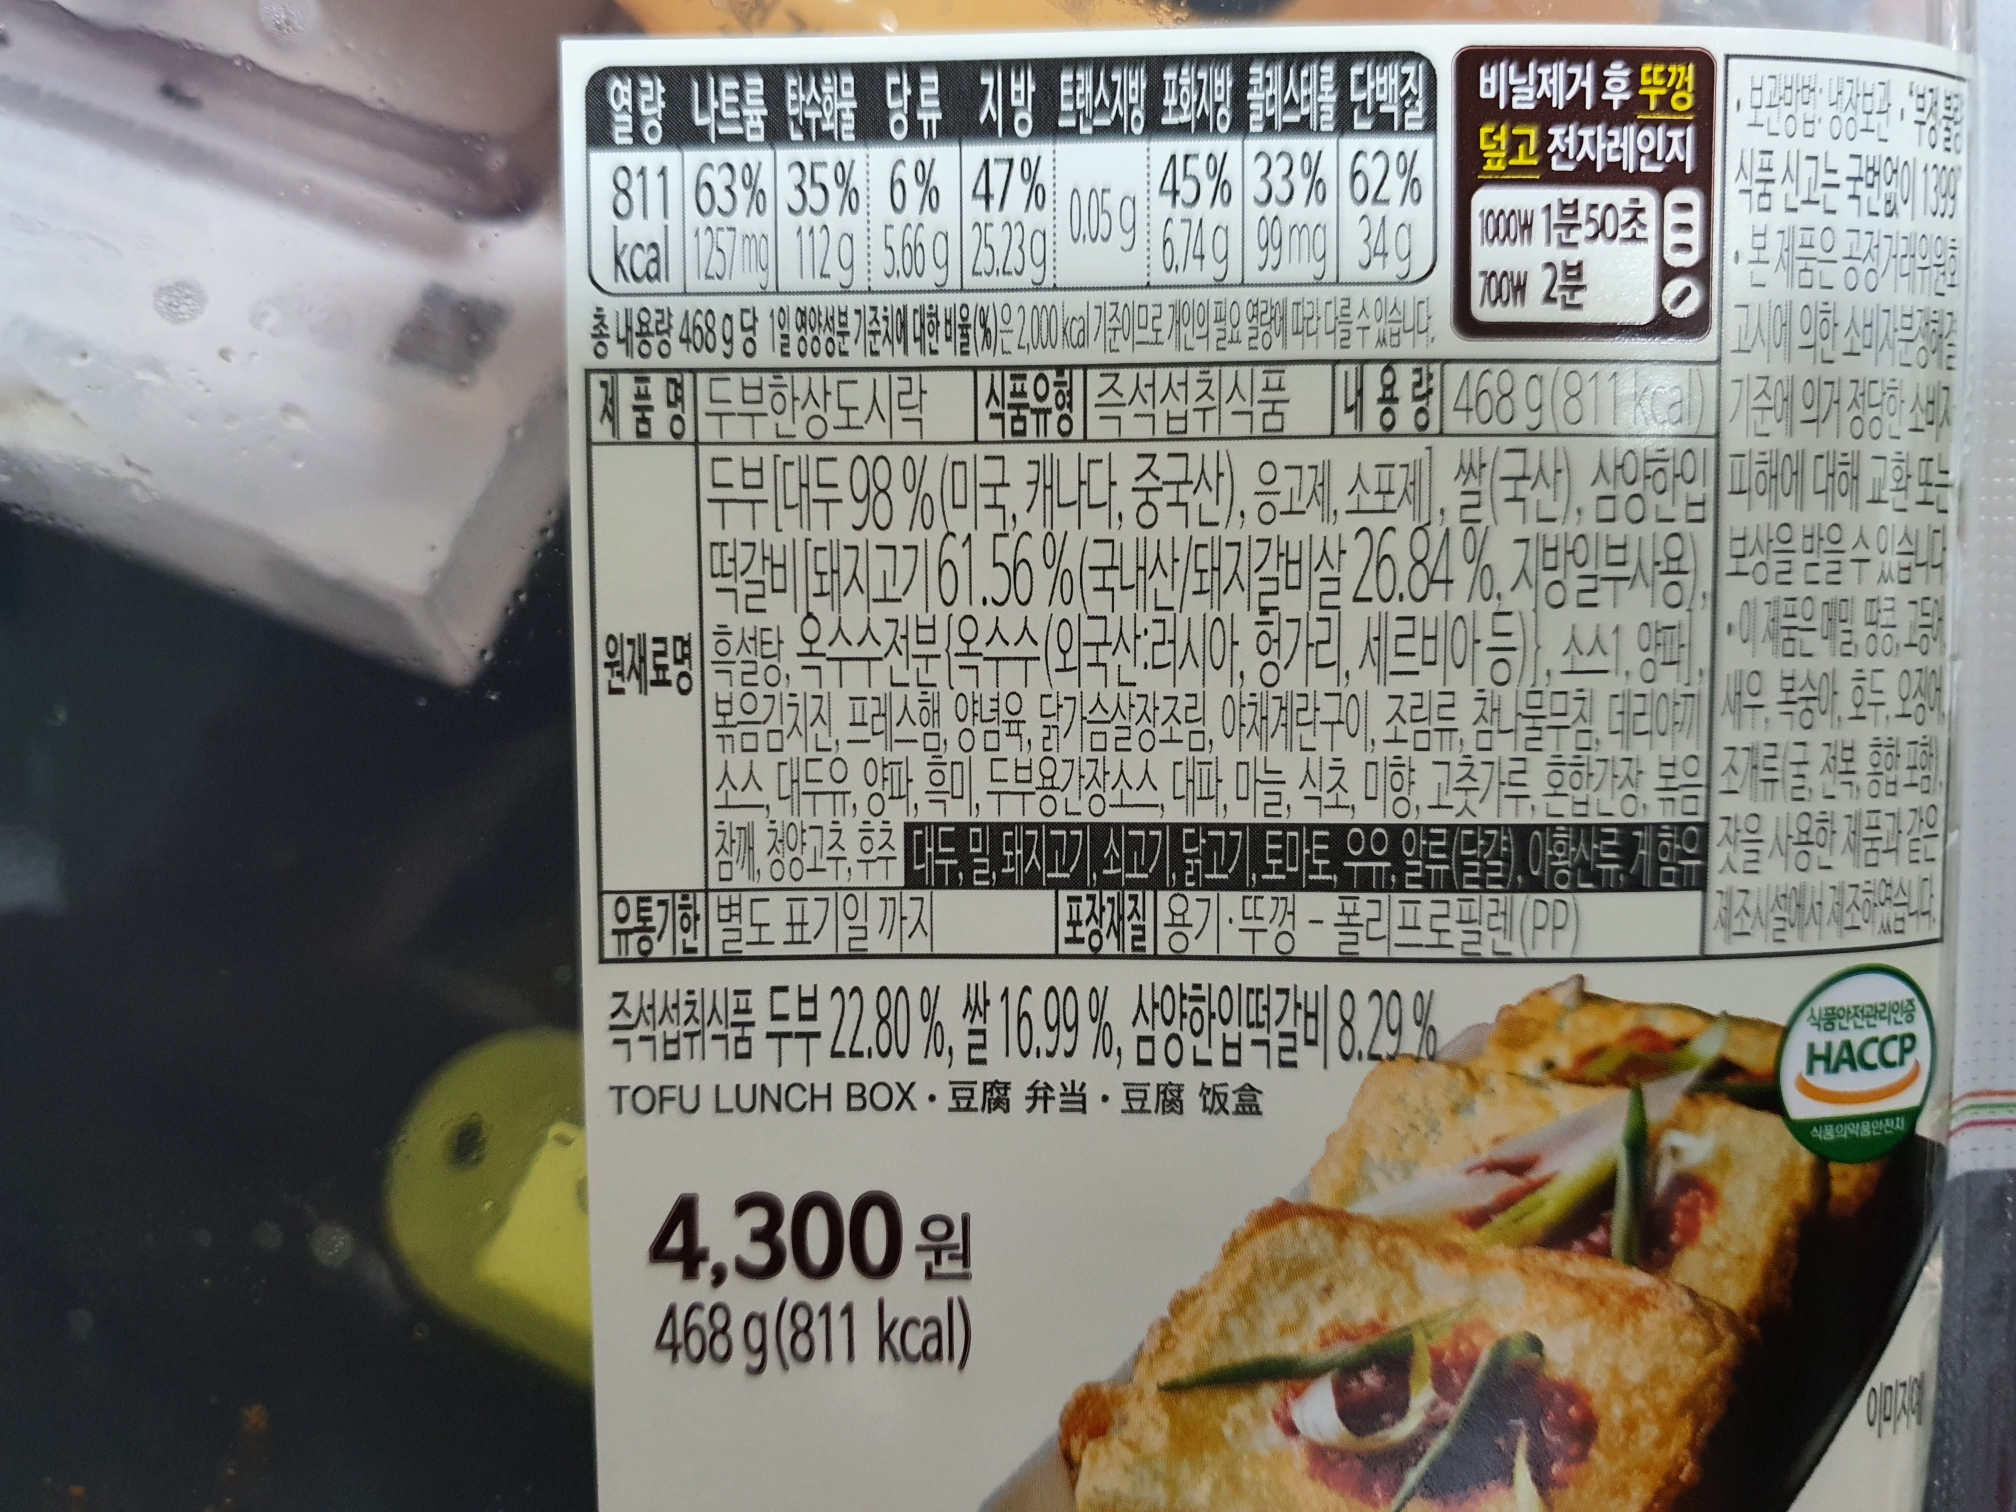 열량 나트륨 탄수화물 당류 지방 트랜스지방 포화지방 콜레스테롤 단백질
811 63% 35% 6% 47% 0.05 g 45% 33% 62%
kcal 1257 mg 112 g 5.66 g 25.23 g 6.74 g 99 mg 34 g
총 내용량 468 g 당 1일 영양성분 기준치에 대한 비율(%)은 2,000 kcal 기준이므로 개인의 필요 열량에 따라 다를 수 있습니다.
비닐제거 후 뚜껑
덮고 전자레인지
1000W 1분50초
700W 2분
제품명 두부한상도시락 식품유형 즉석섭취식품 내용량 468 g(811 kcal)
원재료명
두부[대두 98 %(미국, 캐나다, 중국산), 응고제, 소포제], 쌀(국산), 삼양한입
떡갈비[돼지고기 61.56 %(국내산/돼지갈비살 26.84 %, 지방일부사용),
흑설탕, 옥수수전분{옥수수(외국산:러시아, 헝가리, 세르비아 등)}, 소스1, 양파],
볶음김치진, 프레스햄, 양념육, 닭가슴살장조림, 야채계란구이, 조림류, 참나물무침, 데리야끼
소스, 대두유, 양파, 흑미, 두부용간장소스, 대파, 마늘, 식초, 미향, 고춧가루, 혼합간장, 볶음
참깨, 청양고추, 후추 대두, 밀, 돼지고기, 쇠고기, 닭고기, 토마토, 우유, 알류(달걀), 아황산류, 게 함유
유통기한 별도 표기일 까지 포장재질 용기·뚜껑 - 폴리프로필렌(PP)
• 보관방법: 냉장보관 • "부정·불량
식품 신고는 국번없이 1399"
• 본 제품은 공정거래위원회
고시에 의한 소비자분쟁해결
기준에 의거 정당한 소비자
피해에 대해 교환 또는
보상을 받을 수 있습니다
• 이 제품은 메밀, 땅콩, 고등어,
새우, 복숭아, 호두, 오징어,
조개류(굴, 전복, 홍합 포함),
잣을 사용한 제품과 같은
제조시설에서 제조하였습니다.
즉석섭취식품 두부 22.80 %, 쌀 16.99 %, 삼양한입떡갈비 8.29 %
TOFU LUNCH BOX · 豆腐 弁当 · 豆腐 饭盒
식품안전관리인증
HACCP
식품의약품안전처
4,300 원
468 g(811 kcal)